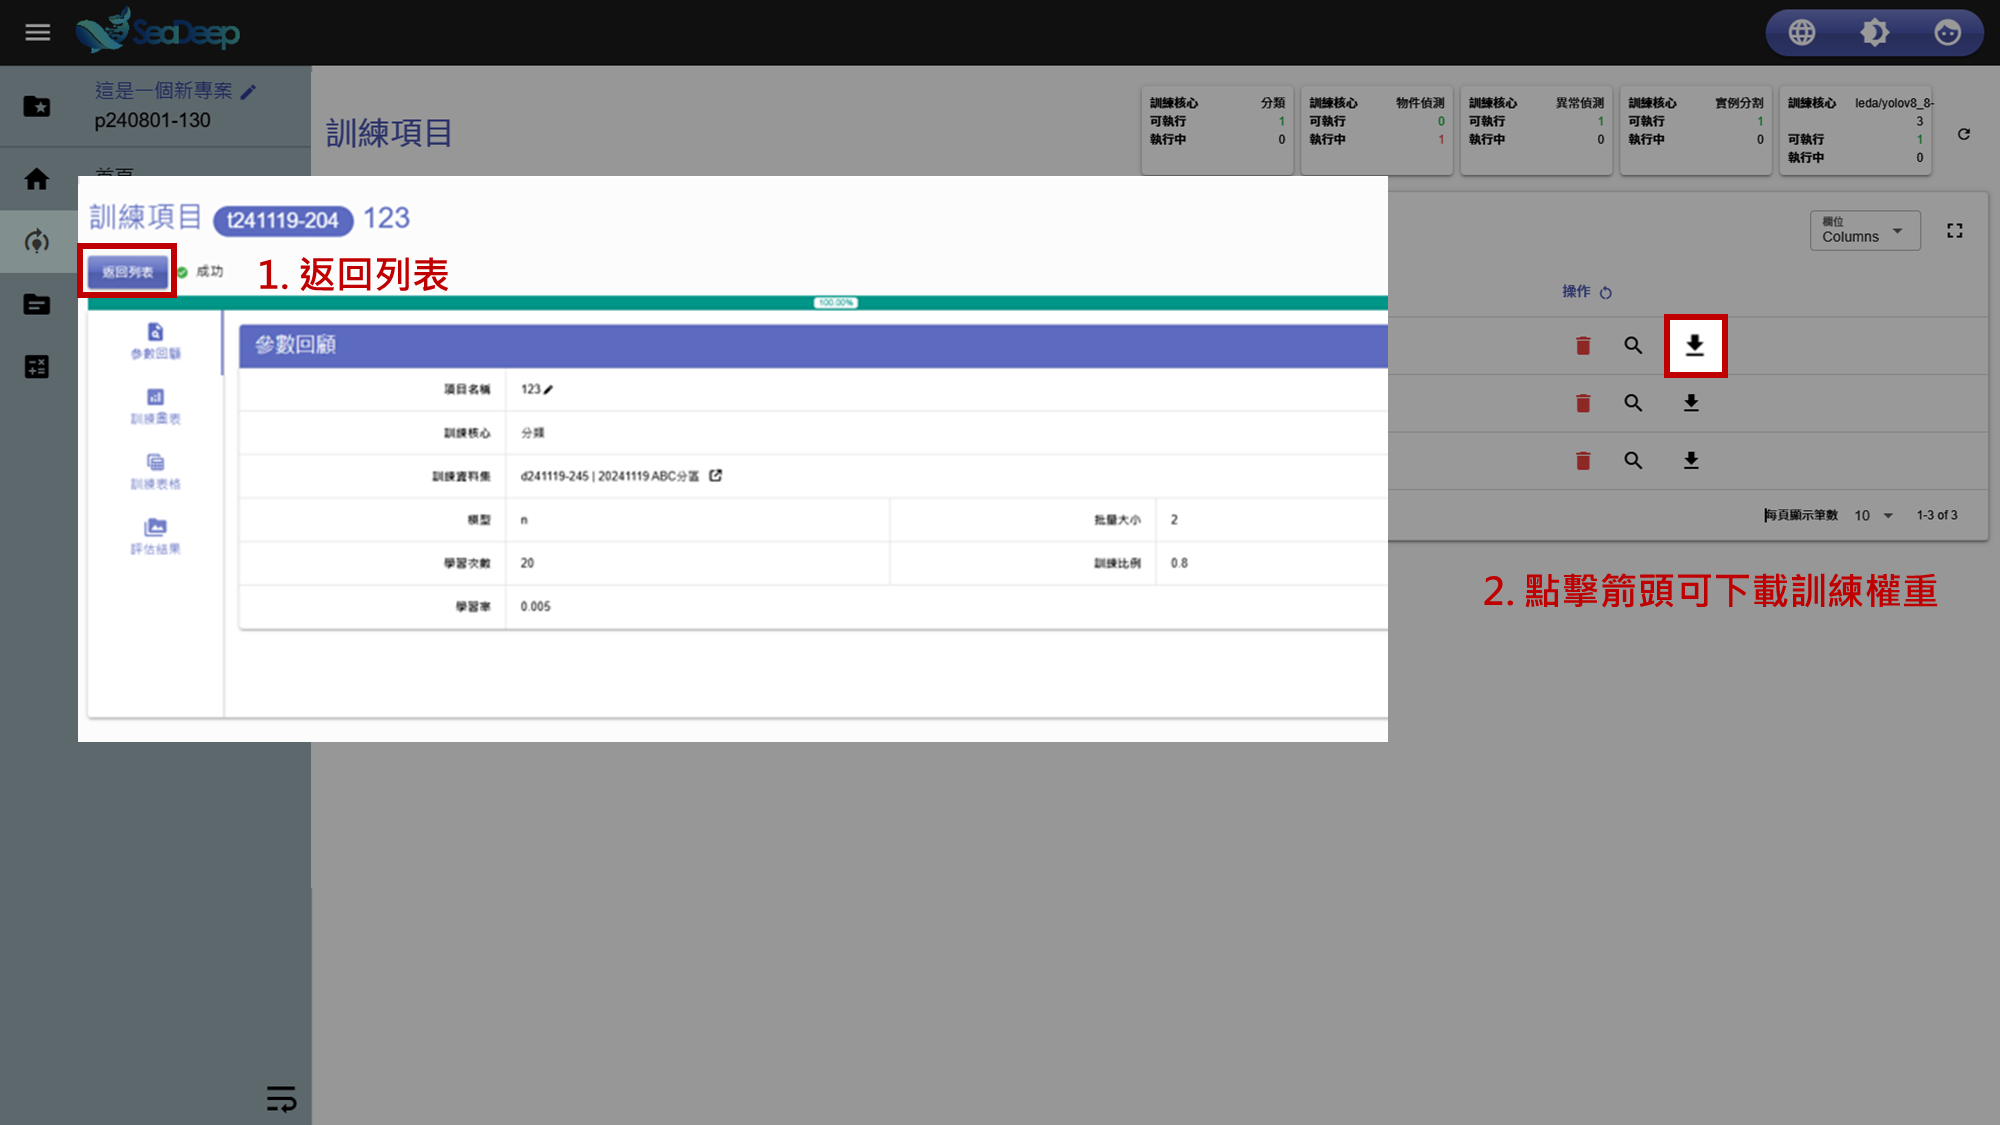 SeaDeep
這是一個新專案
p240801-130
首頁
訓練項目
訓練核心 分類
可執行 1
執行中 0
訓練核心 物件偵測
可執行 0
執行中 1
訓練核心 異常偵測
可執行 1
執行中 0
訓練核心 實例分割
可執行 1
執行中 0
訓練核心 leda/yolov8_8-
3
可執行 1
執行中 0
欄位
Columns
操作
每頁顯示筆數 10 1-3 of 3
訓練項目 t241119-204 123
返回列表 成功
1. 返回列表
100.00%
參數回顧
訓練圖表
訓練表格
評估結果
參數回顧
項目名稱 123
訓練核心 分類
訓練資料集 d241119-245 | 20241119 ABC分區
模型 n 批量大小 2
學習次數 20 訓練比例 0.8
學習率 0.005
2. 點擊箭頭可下載訓練權重